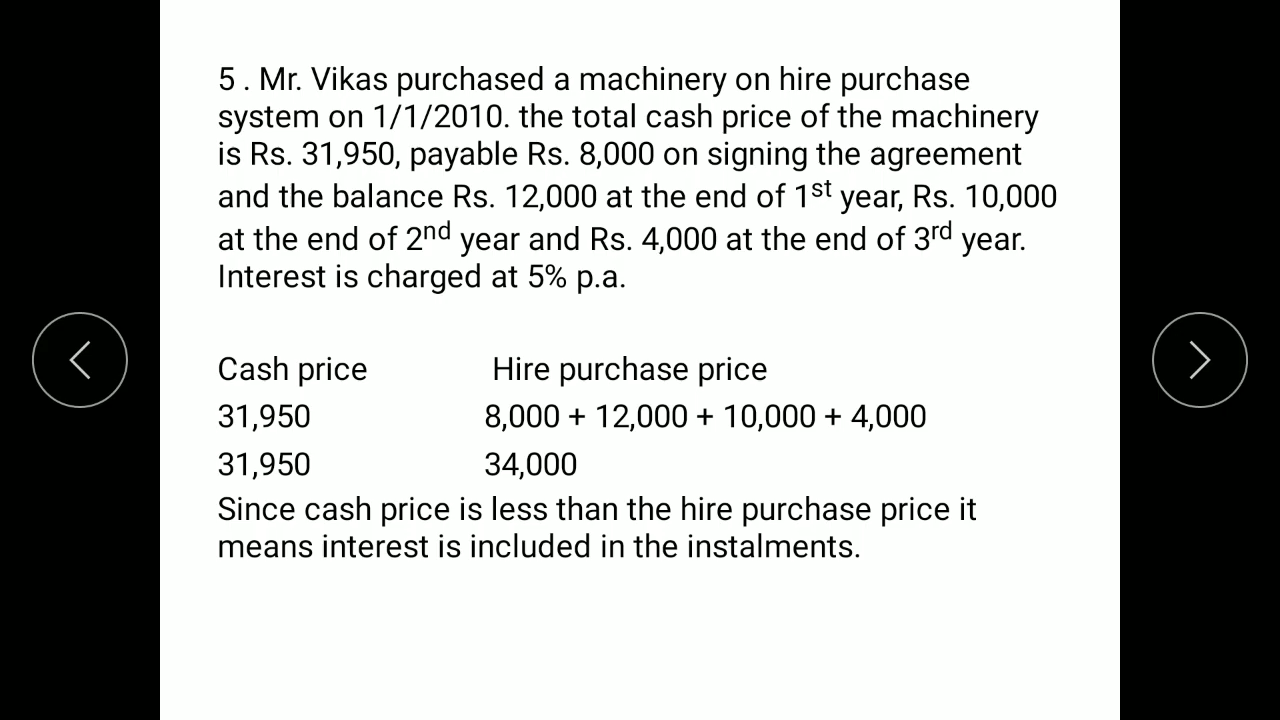 5 . Mr. Vikas purchased a machinery on hire purchase
system on 1/1/2010. the total cash price of the machinery
is Rs. 31,950, payable Rs. 8,000 on signing the agreement
and the balance Rs. 12,000 at the end of 1st year, Rs. 10,000
at the end of 2nd year and Rs. 4,000 at the end of 3rd year.
Interest is charged at 5% p.a.
Cash price Hire purchase price
31,950 8,000 + 12,000 + 10,000 + 4,000
31,950 34,000
Since cash price is less than the hire purchase price it
means interest is included in the instalments.